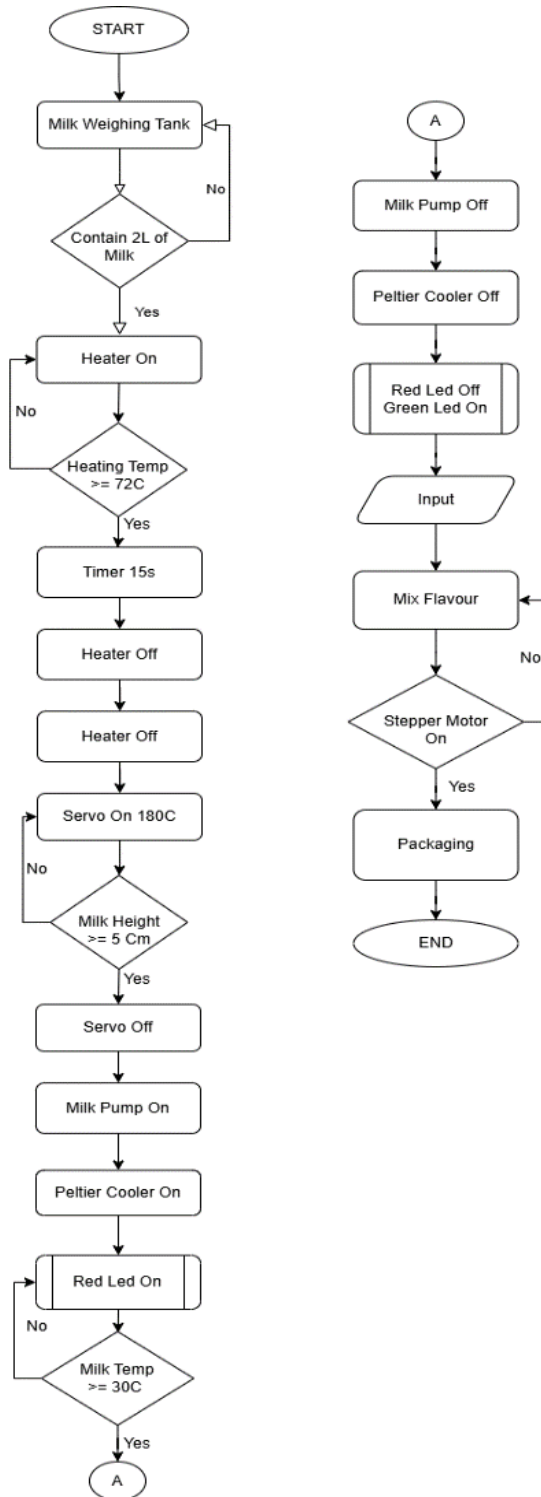 START
Milk Weighing Tank
No
Contain 2L of
Milk
Yes
Heater On
No
Heating Temp
>= 72C
Yes
Timer 15s
Heater Off
Heater Off
Servo On 180C
No
Milk Height
>= 5 Cm
Yes
Servo Off
Milk Pump On
Peltier Cooler On
Red Led On
No
Milk Temp
>= 30C
Yes
A
A
Milk Pump Off
Peltier Cooler Off
Red Led Off
Green Led On
Input
Mix Flavour
No
Stepper Motor
On
Yes
Packaging
END